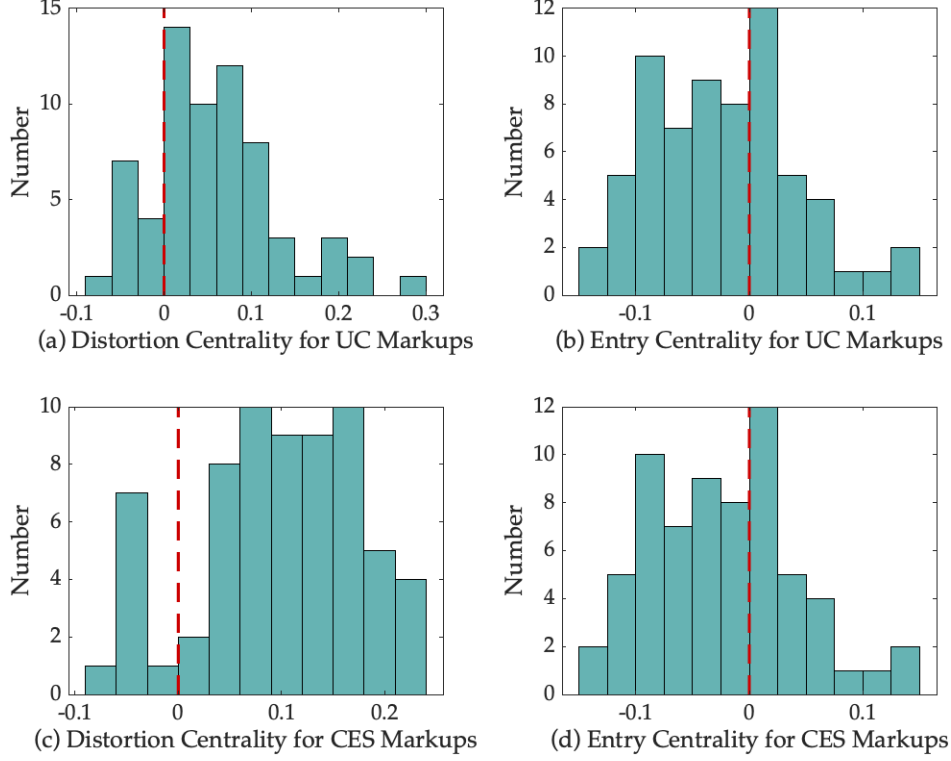 15
10
5
0
Number
-0.1 0 0.1 0.2 0.3
(a) Distortion Centrality for UC Markups
12
10
8
6
4
2
0
Number
-0.1 0 0.1
(b) Entry Centrality for UC Markups
10
8
6
4
2
0
Number
-0.1 0 0.1 0.2
(c) Distortion Centrality for CES Markups
12
10
8
6
4
2
0
Number
-0.1 0 0.1
(d) Entry Centrality for CES Markups